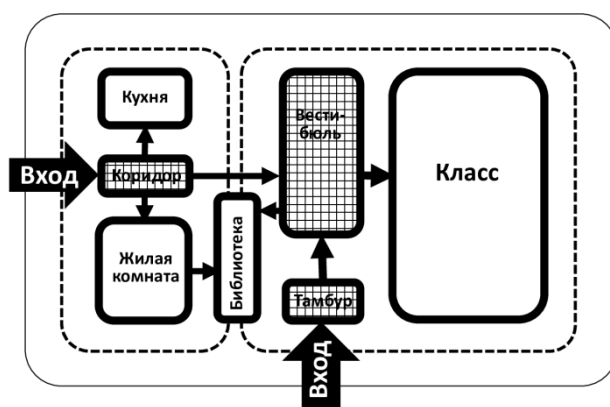 Кухня
Вход
Коридор
Жилая
комната
Библиотека
Вести-
бюль
Тамбур
Вход
Класс